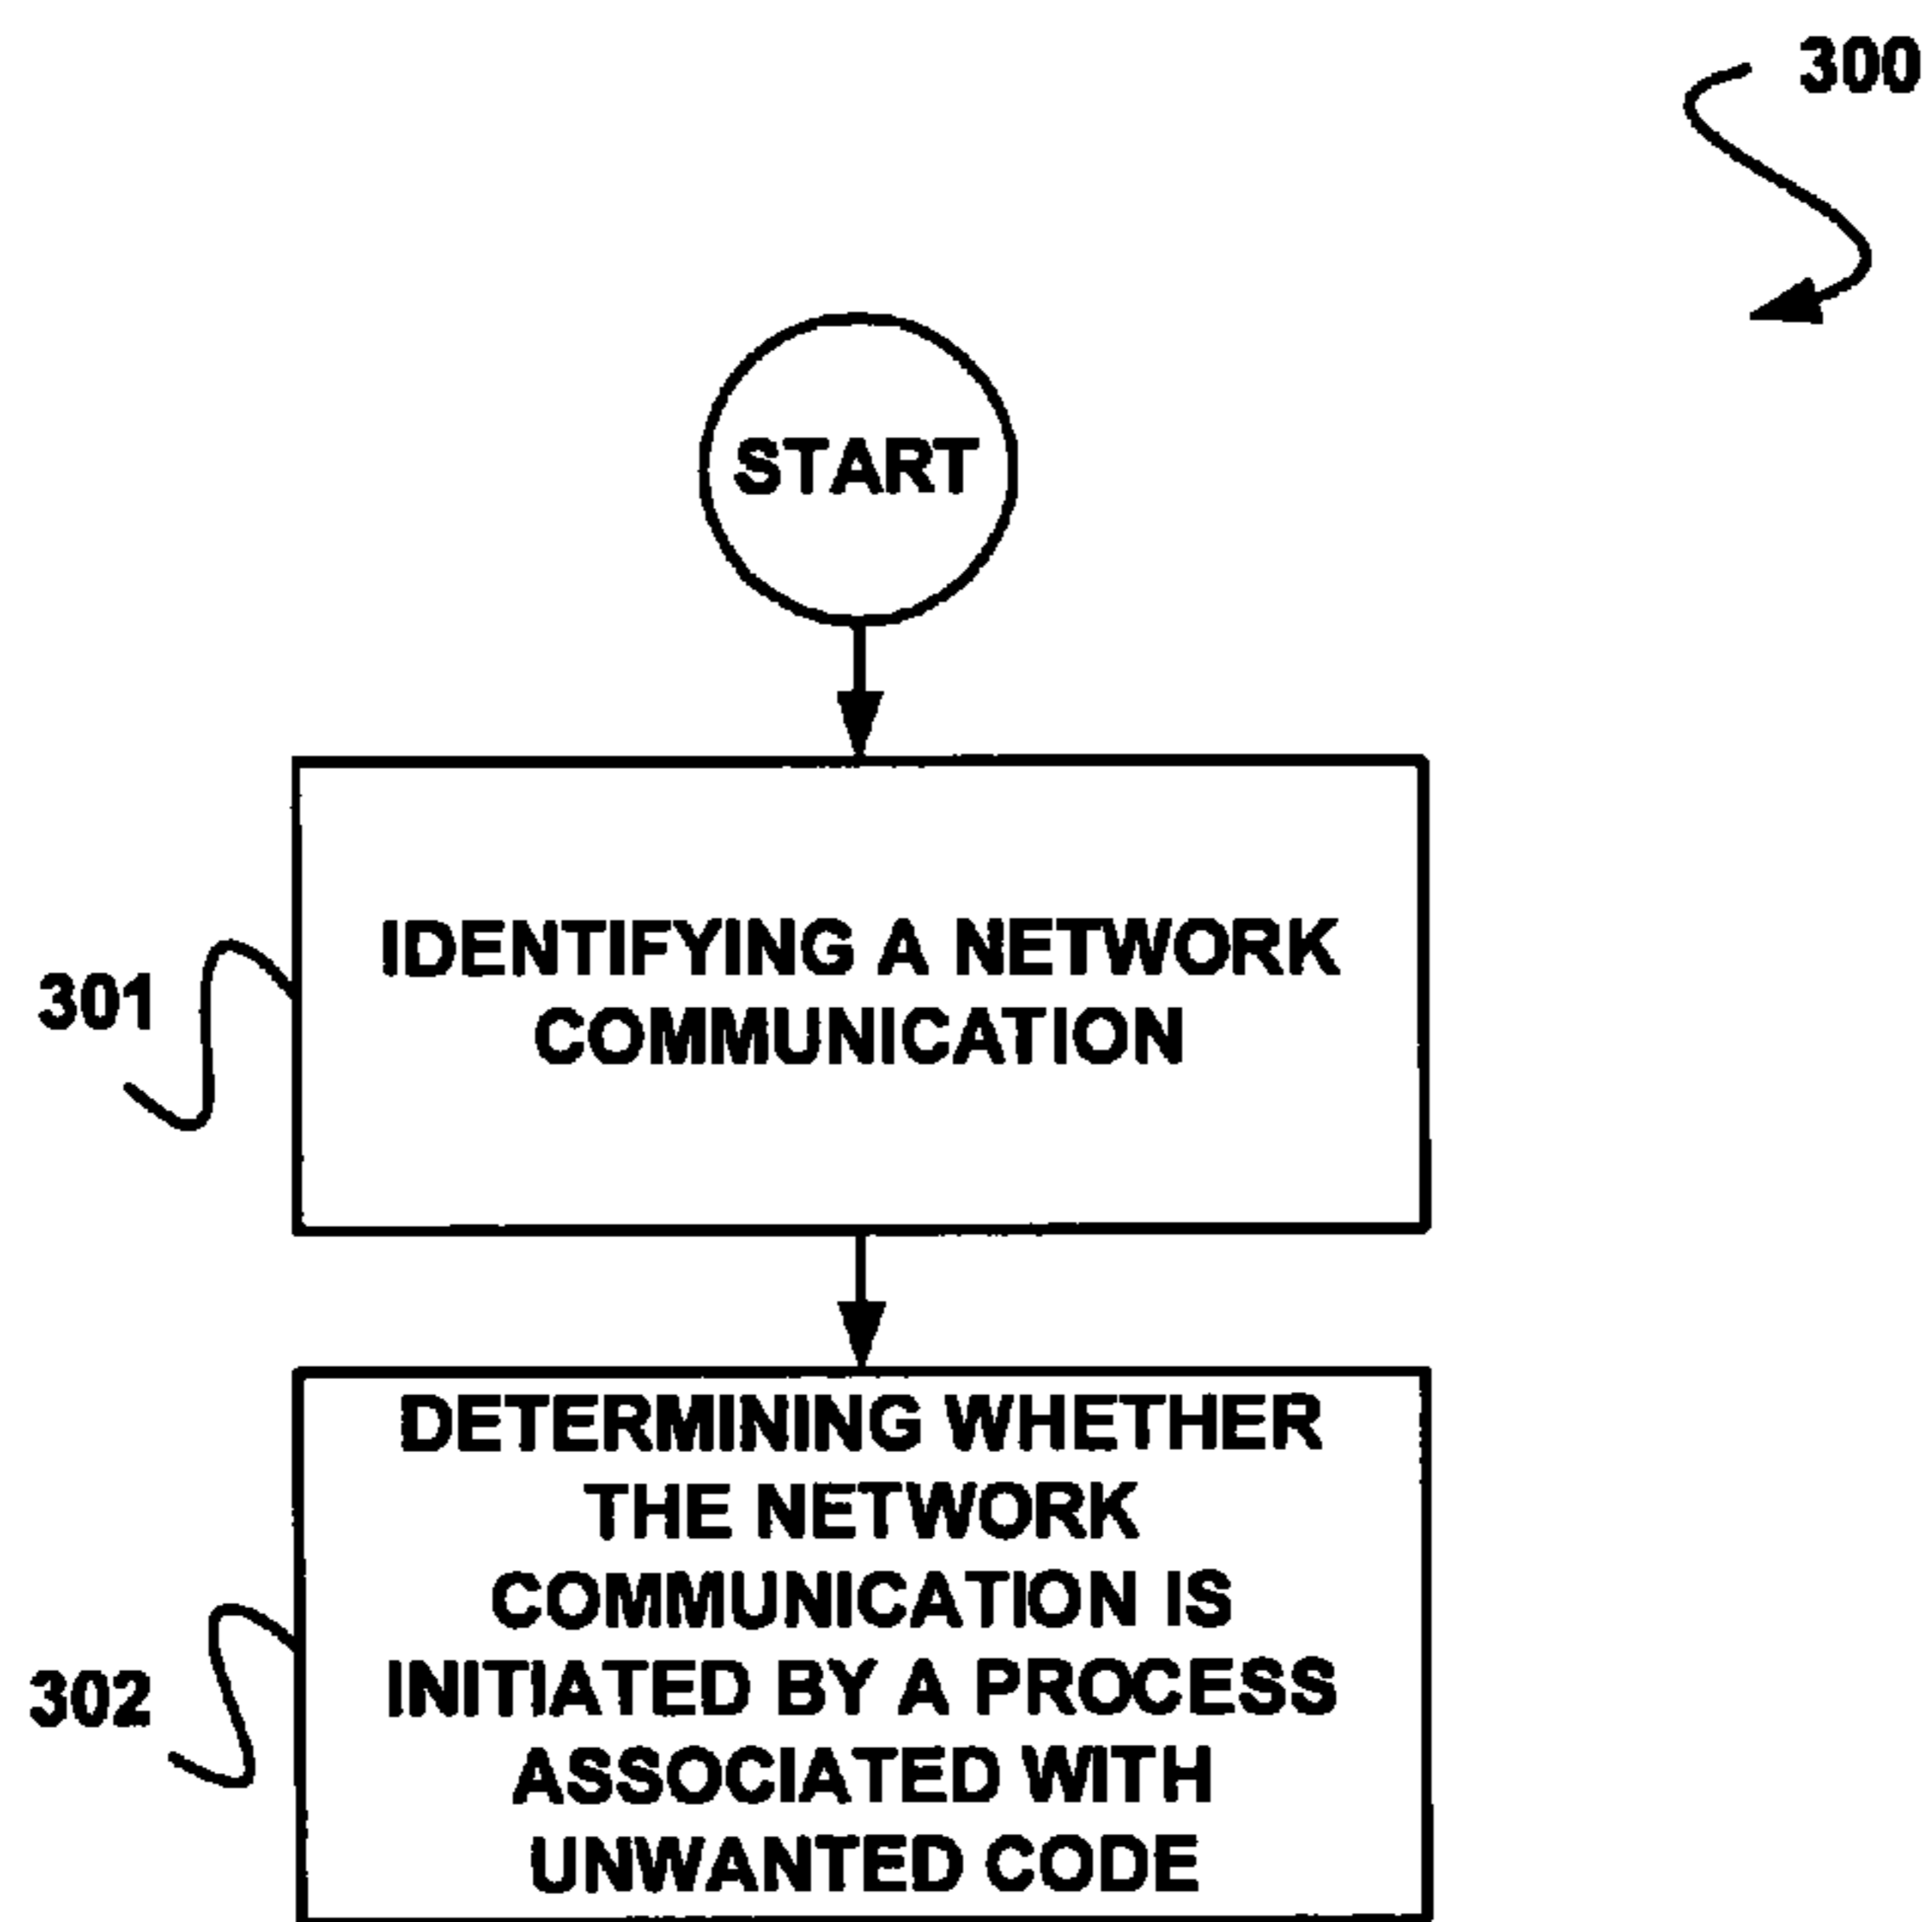 300
START
301
IDENTIFYING A NETWORK
COMMUNICATION
302
DETERMINING WHETHER
THE NETWORK
COMMUNICATION IS
INITIATED BY A PROCESS
ASSOCIATED WITH
UNWANTED CODE